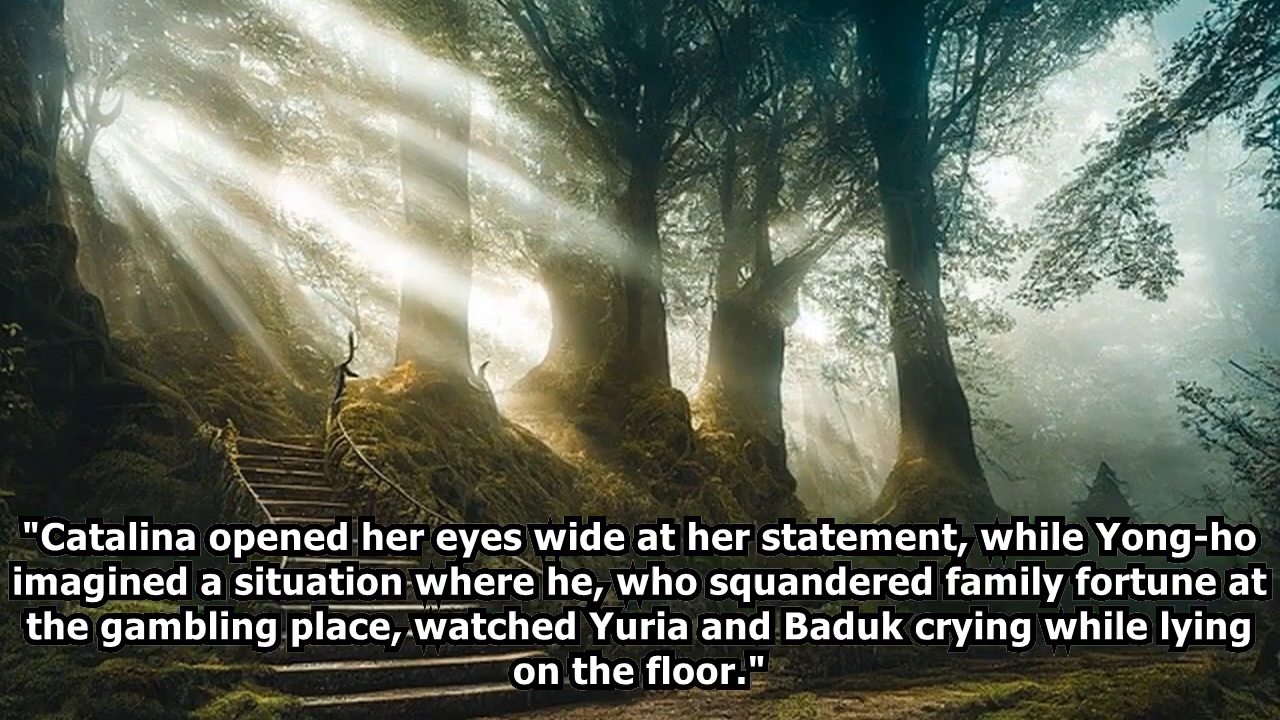 "Catalina opened her eyes wide at her statement, while Yong-ho
imagined a situation where he, who squandered family fortune at
the gambling place, watched Yuria and Baduk crying while lying
on the floor."